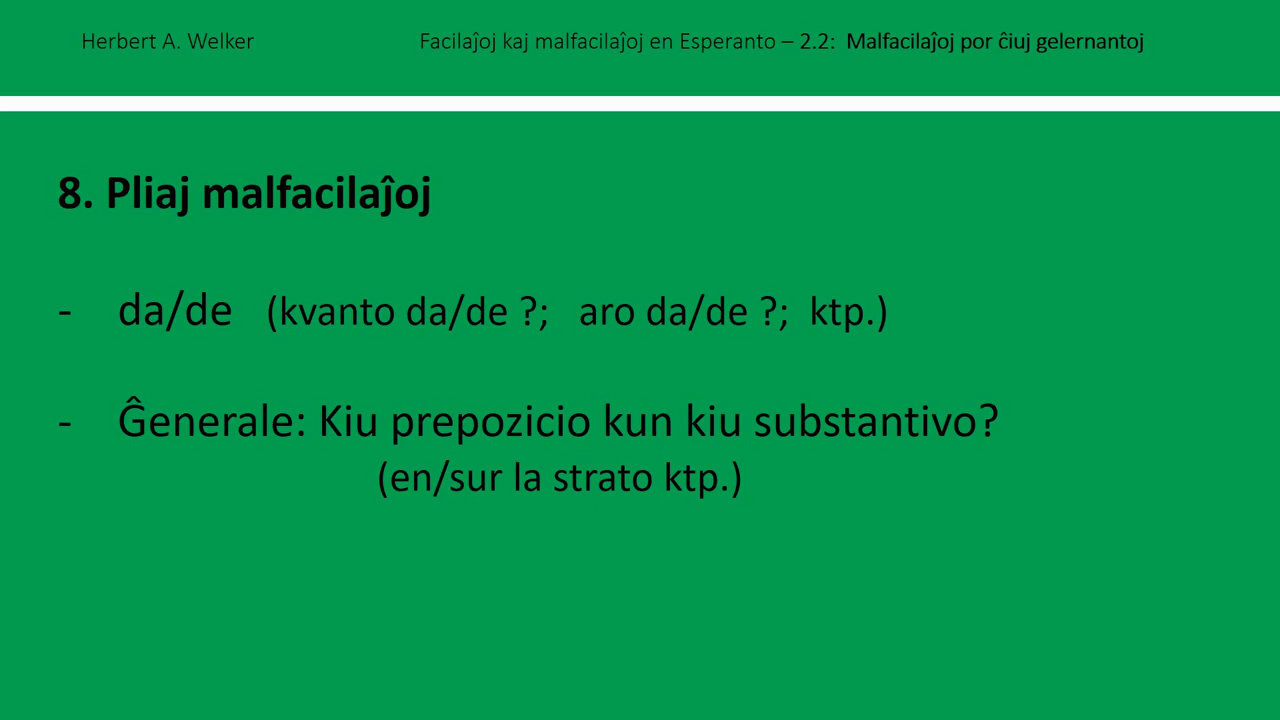 Herbert A. Welker Facilaĵoj kaj malfacilaĵoj en Esperanto – 2.2: Malfacilaĵoj por ĉiuj gelernantoj
8. Pliaj malfacilaĵoj
- da/de (kvanto da/de ?; aro da/de ?; ktp.)
- Ĝenerale: Kiu prepozicio kun kiu substantivo?
(en/sur la strato ktp.)